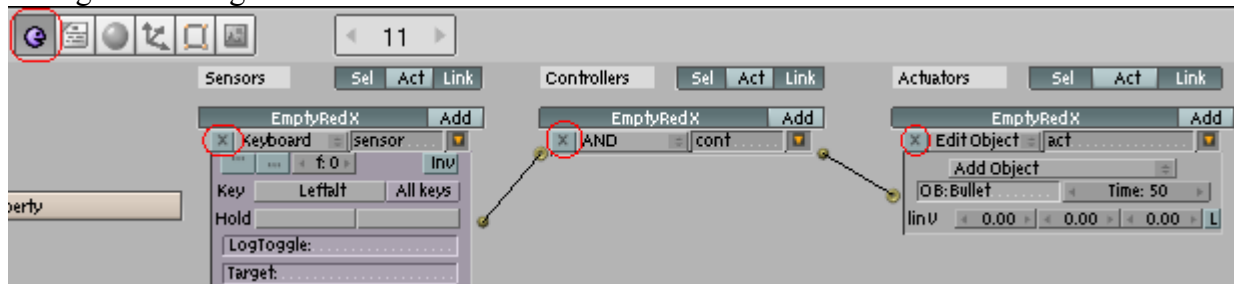 11
Sensors Sel Act Link Controllers Sel Act Link Actuators Sel Act Link
EmptyRedX Add EmptyRedX Add EmptyRedX Add
X Keyboard sensor X AND cont X Edit Object act
f: 0 Inv Add Object
Key Leftalt All keys OB: Bullet Time: 50
perty
Hold linV 0.00 0.00 0.00 L
LogToggle:
Target: